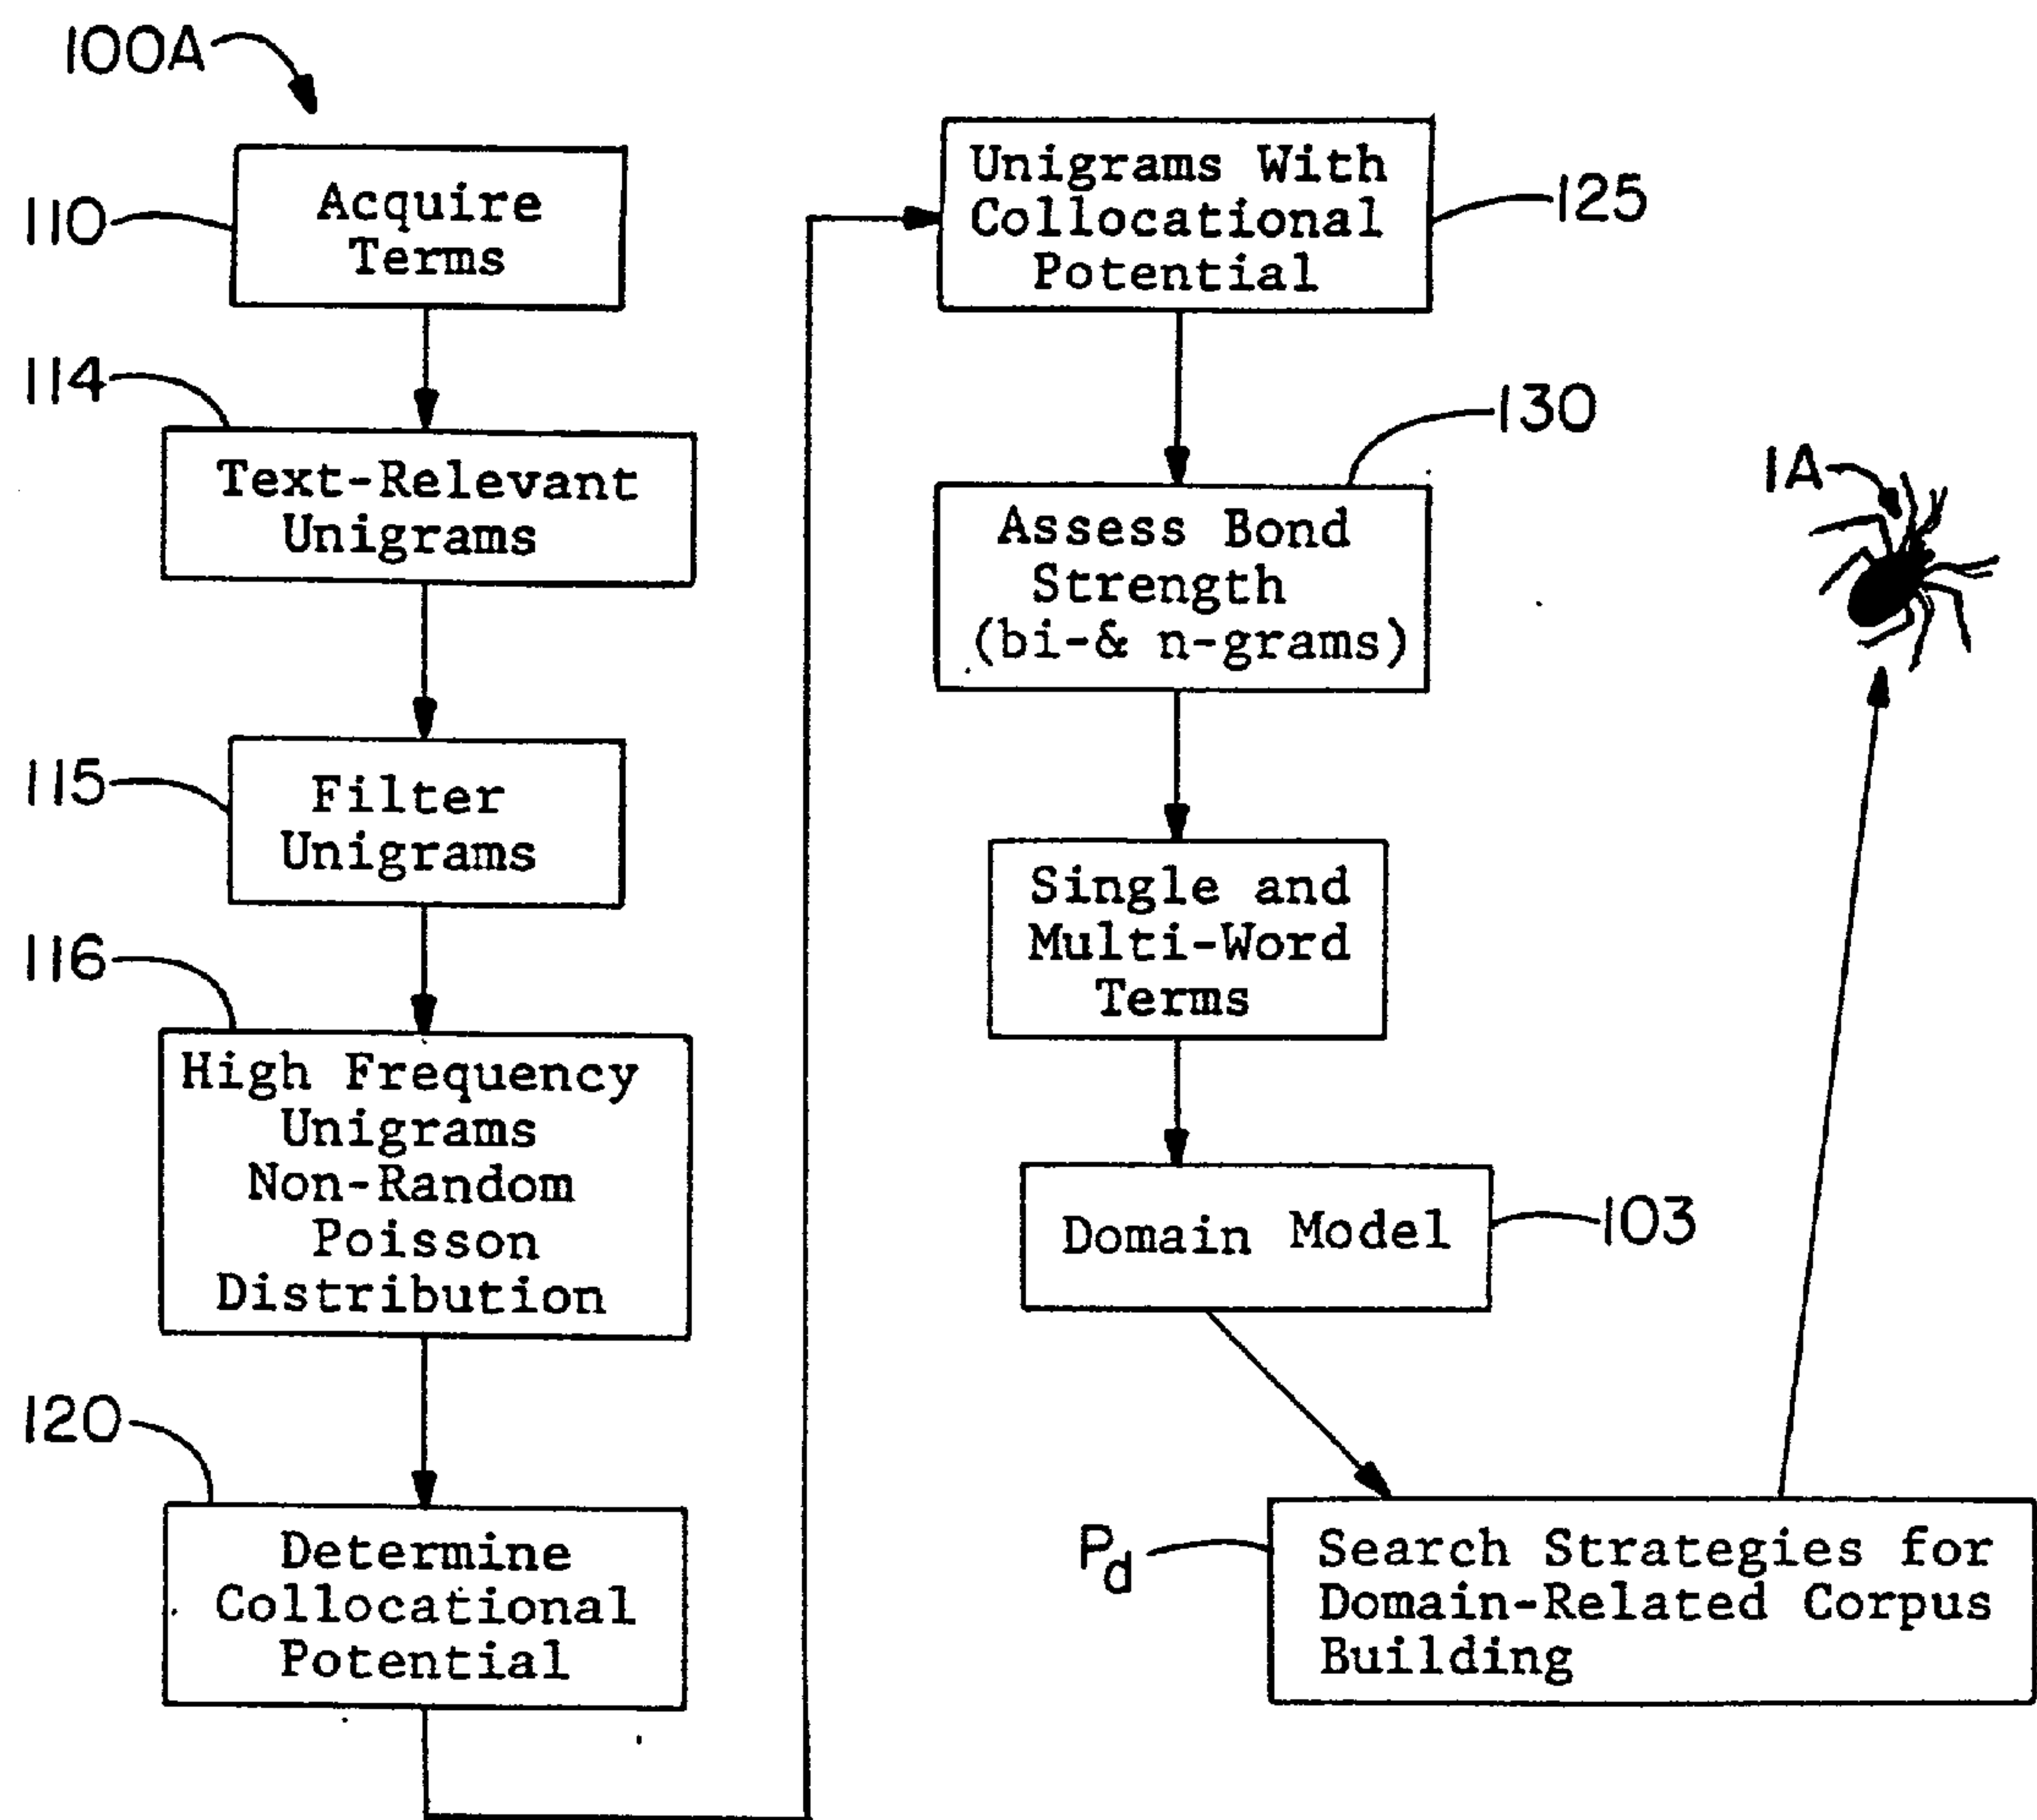 100A
110
Acquire
Terms
114
Text-Relevant
Unigrams
115
Filter
Unigrams
116
High Frequency
Unigrams
Non-Random
Poisson
Distribution
120
Determine
Collocational
Potential
Unigrams With
Collocational
Potential
125
130
Assess Bond
Strength
(bi-& n-grams)
1A
Single and
Multi-Word
Terms
Domain Model
103
Pd
Search Strategies for
Domain-Related Corpus
Building